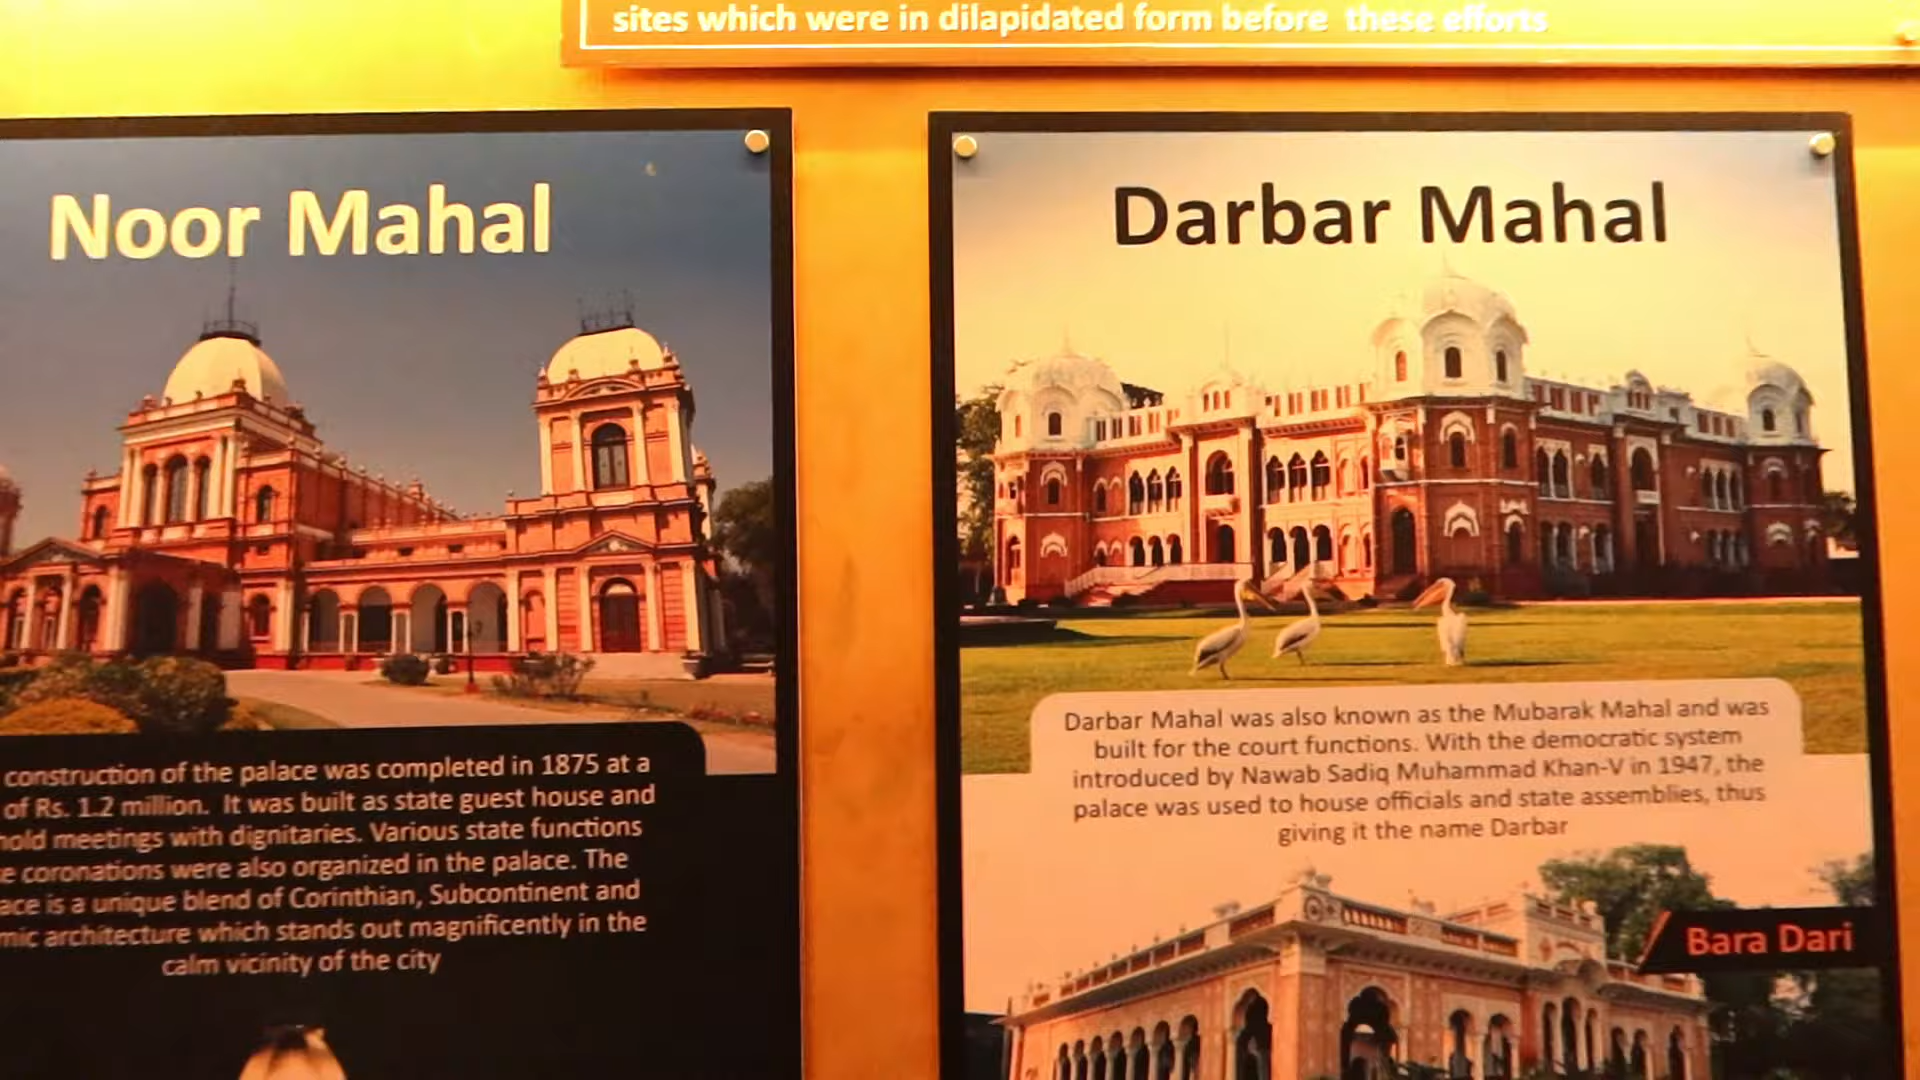 sites which were in dilapidated form before these efforts
Noor Mahal
construction of the palace was completed in 1875 at a
of Rs. 1.2 million. It was built as state guest house and
hold meetings with dignitaries. Various state functions
coronations were also organized in the palace. The
is a unique blend of Corinthian, Subcontinent and
architecture which stands out magnificently in the
calm vicinity of the city
Darbar Mahal
Darbar Mahal was also known as the Mubarak Mahal and was
built for the court functions. With the democratic system
introduced by Nawab Sadiq Muhammad Khan-V in 1947, the
palace was used to house officials and state assemblies, thus
giving it the name Darbar
Bara Dari